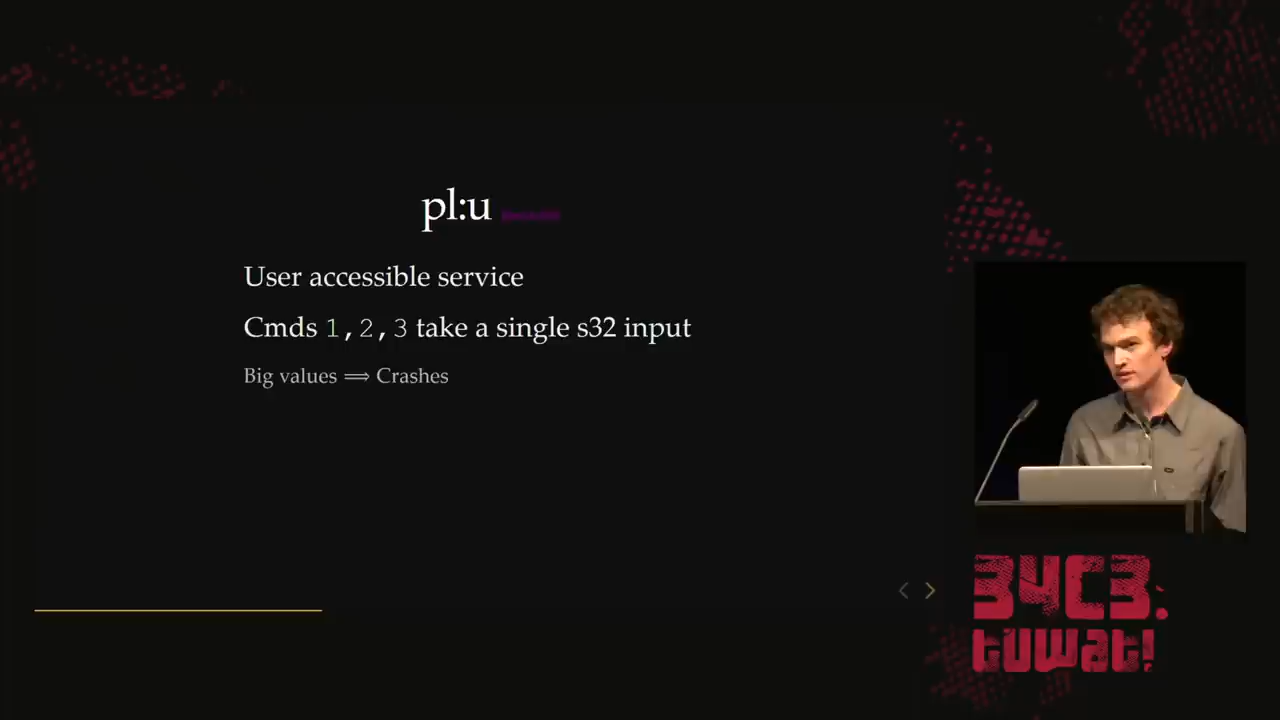 pl:u
User accessible service
Cmds 1, 2, 3 take a single s32 input
Big values ⟹ Crashes
34C3:
tuwat!